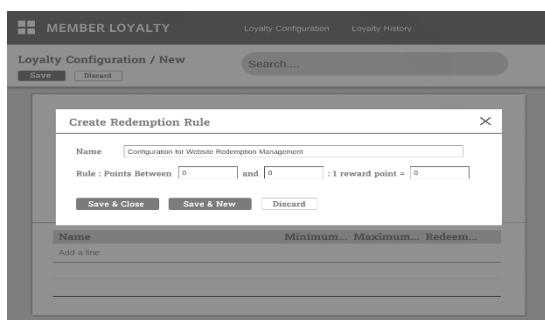 MEMBER LOYALTY Loyalty Configuration Loyalty History
Loyalty Configuration / New
Search....
Save Discard
Create Redemption Rule
Name Configuration for Website Redemption Management
Rule : Points Between 0 and 0 : 1 reward point = 0
Save & Close Save & New Discard
Name Minimum... Maximum... Redeem...
Add a line